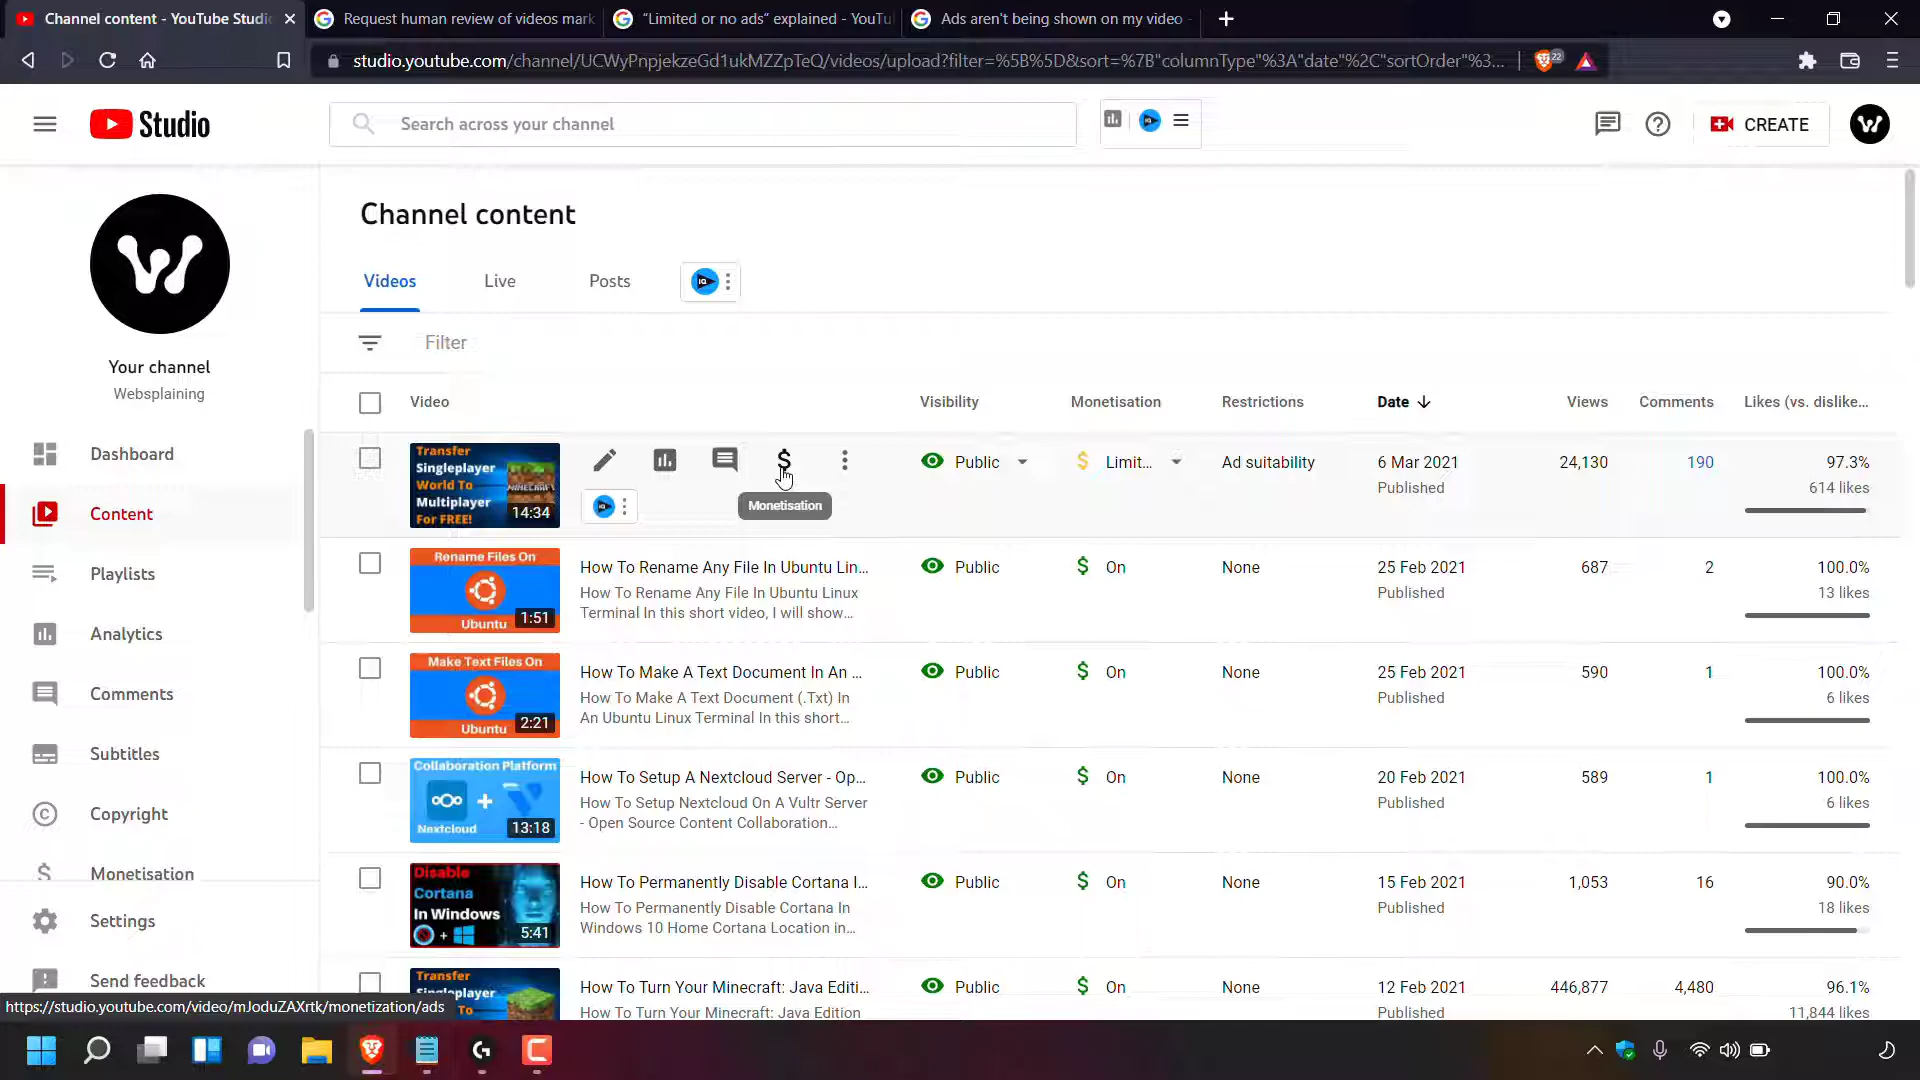 Channel content - YouTube Studi
Request human review of videos mark
"Limited or no ads" explained - YouTu
Ads aren't being shown on my video -
studio.youtube.com/channel/UCWyPnpjekzeGd1ukMZZpTeQ/videos/upload?filter=%5B%5D&sort=%7B"columnType"%3A"date"%2C"sortOrder"%3...
22
Studio
Search across your channel
CREATE
Your channel
Websplaining
Dashboard
Content
Playlists
Analytics
Comments
Subtitles
Copyright
Monetisation
Settings
Send feedback
Channel content
Videos
Live
Posts
Filter
Video
Visibility
Monetisation
Restrictions
Date
Views
Comments
Likes (vs. dislike...
Transfer
Singleplayer
World To
Multiplayer
For FREE!
MINECRAFT
14:34
Monetisation
Public
Limit...
Ad suitability
6 Mar 2021
Published
24,130
190
97.3%
614 likes
Rename Files On
Ubuntu
1:51
How To Rename Any File In Ubuntu Lin...
How To Rename Any File In Ubuntu Linux
Terminal In this short video, I will show...
Public
On
None
25 Feb 2021
Published
687
2
100.0%
13 likes
Make Text Files On
Ubuntu
2:21
How To Make A Text Document In An ...
How To Make A Text Document (.Txt) In
An Ubuntu Linux Terminal In this short...
Public
On
None
25 Feb 2021
Published
590
1
100.0%
6 likes
Collaboration Platform
Nextcloud
13:18
How To Setup A Nextcloud Server - Op...
How To Setup Nextcloud On A Vultr Server
- Open Source Content Collaboration...
Public
On
None
20 Feb 2021
Published
589
1
100.0%
6 likes
Disable
Cortana
In Windows
5:41
How To Permanently Disable Cortana I...
How To Permanently Disable Cortana In
Windows 10 Home Cortana Location in...
Public
On
None
15 Feb 2021
Published
1,053
16
90.0%
18 likes
Transfer
Singleplayer
To
How To Turn Your Minecraft: Java Editi...
How To Turn Your Minecraft: Java Edition
Public
On
None
12 Feb 2021
Published
446,877
4,480
96.1%
11,844 likes
https://studio.youtube.com/video/mJoduZAXrtk/monetization/ads